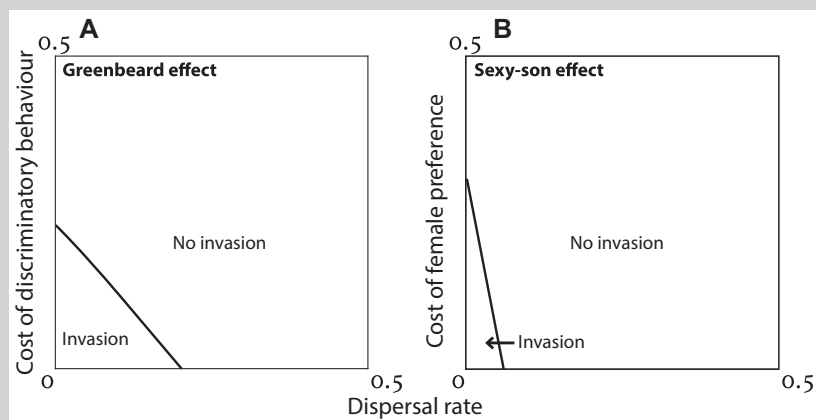 A
0.5
Greenbeard effect
Cost of discriminatory behaviour
No invasion
Invasion
0
0.5
B
0.5
Sexy-son effect
Cost of female preference
No invasion
Invasion
0
0.5
Dispersal rate